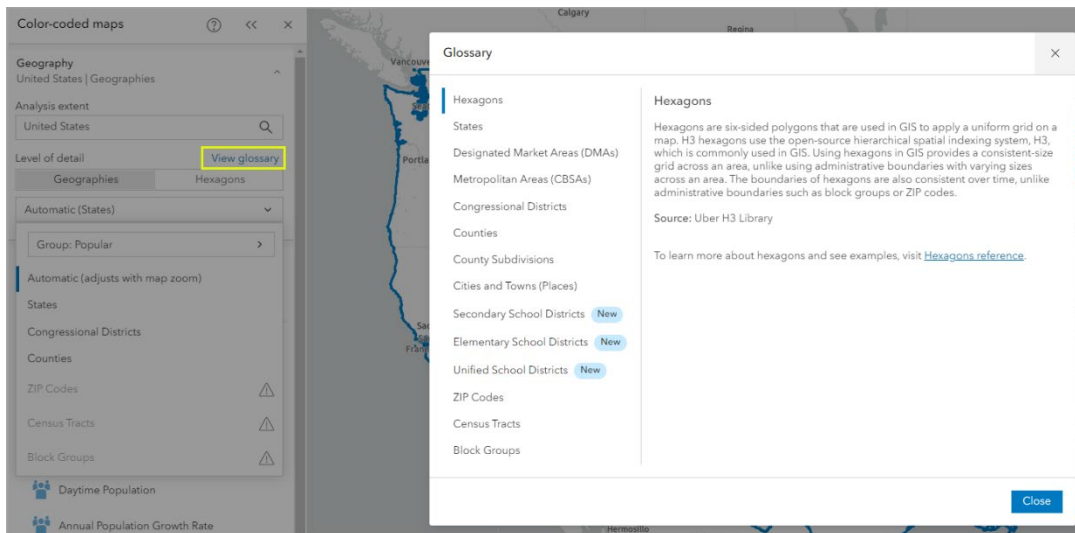 Color-coded maps
Geography
United States | Geographies
Analysis extent
United States
Level of detail View glossary
Geographies Hexagons
Automatic (States)
Group: Popular
Automatic (adjusts with map zoom)
States
Congressional Districts
Counties
ZIP Codes
Census Tracts
Block Groups
Daytime Population
Annual Population Growth Rate
Calgary
Regina
Vancouve
Portla
Hermosillo
Glossary
Hexagons
States
Designated Market Areas (DMAs)
Metropolitan Areas (CBSAs)
Congressional Districts
Counties
County Subdivisions
Cities and Towns (Places)
Secondary School Districts New
Elementary School Districts New
Unified School Districts New
ZIP Codes
Census Tracts
Block Groups
Hexagons
Hexagons are six-sided polygons that are used in GIS to apply a uniform grid on a
map. H3 hexagons use the open-source hierarchical spatial indexing system, H3,
which is commonly used in GIS. Using hexagons in GIS provides a consistent-size
grid across an area, unlike using administrative boundaries with varying sizes
across an area. The boundaries of hexagons are also consistent over time, unlike
administrative boundaries such as block groups or ZIP codes.
Source: Uber H3 Library
To learn more about hexagons and see examples, visit Hexagons reference.
Close